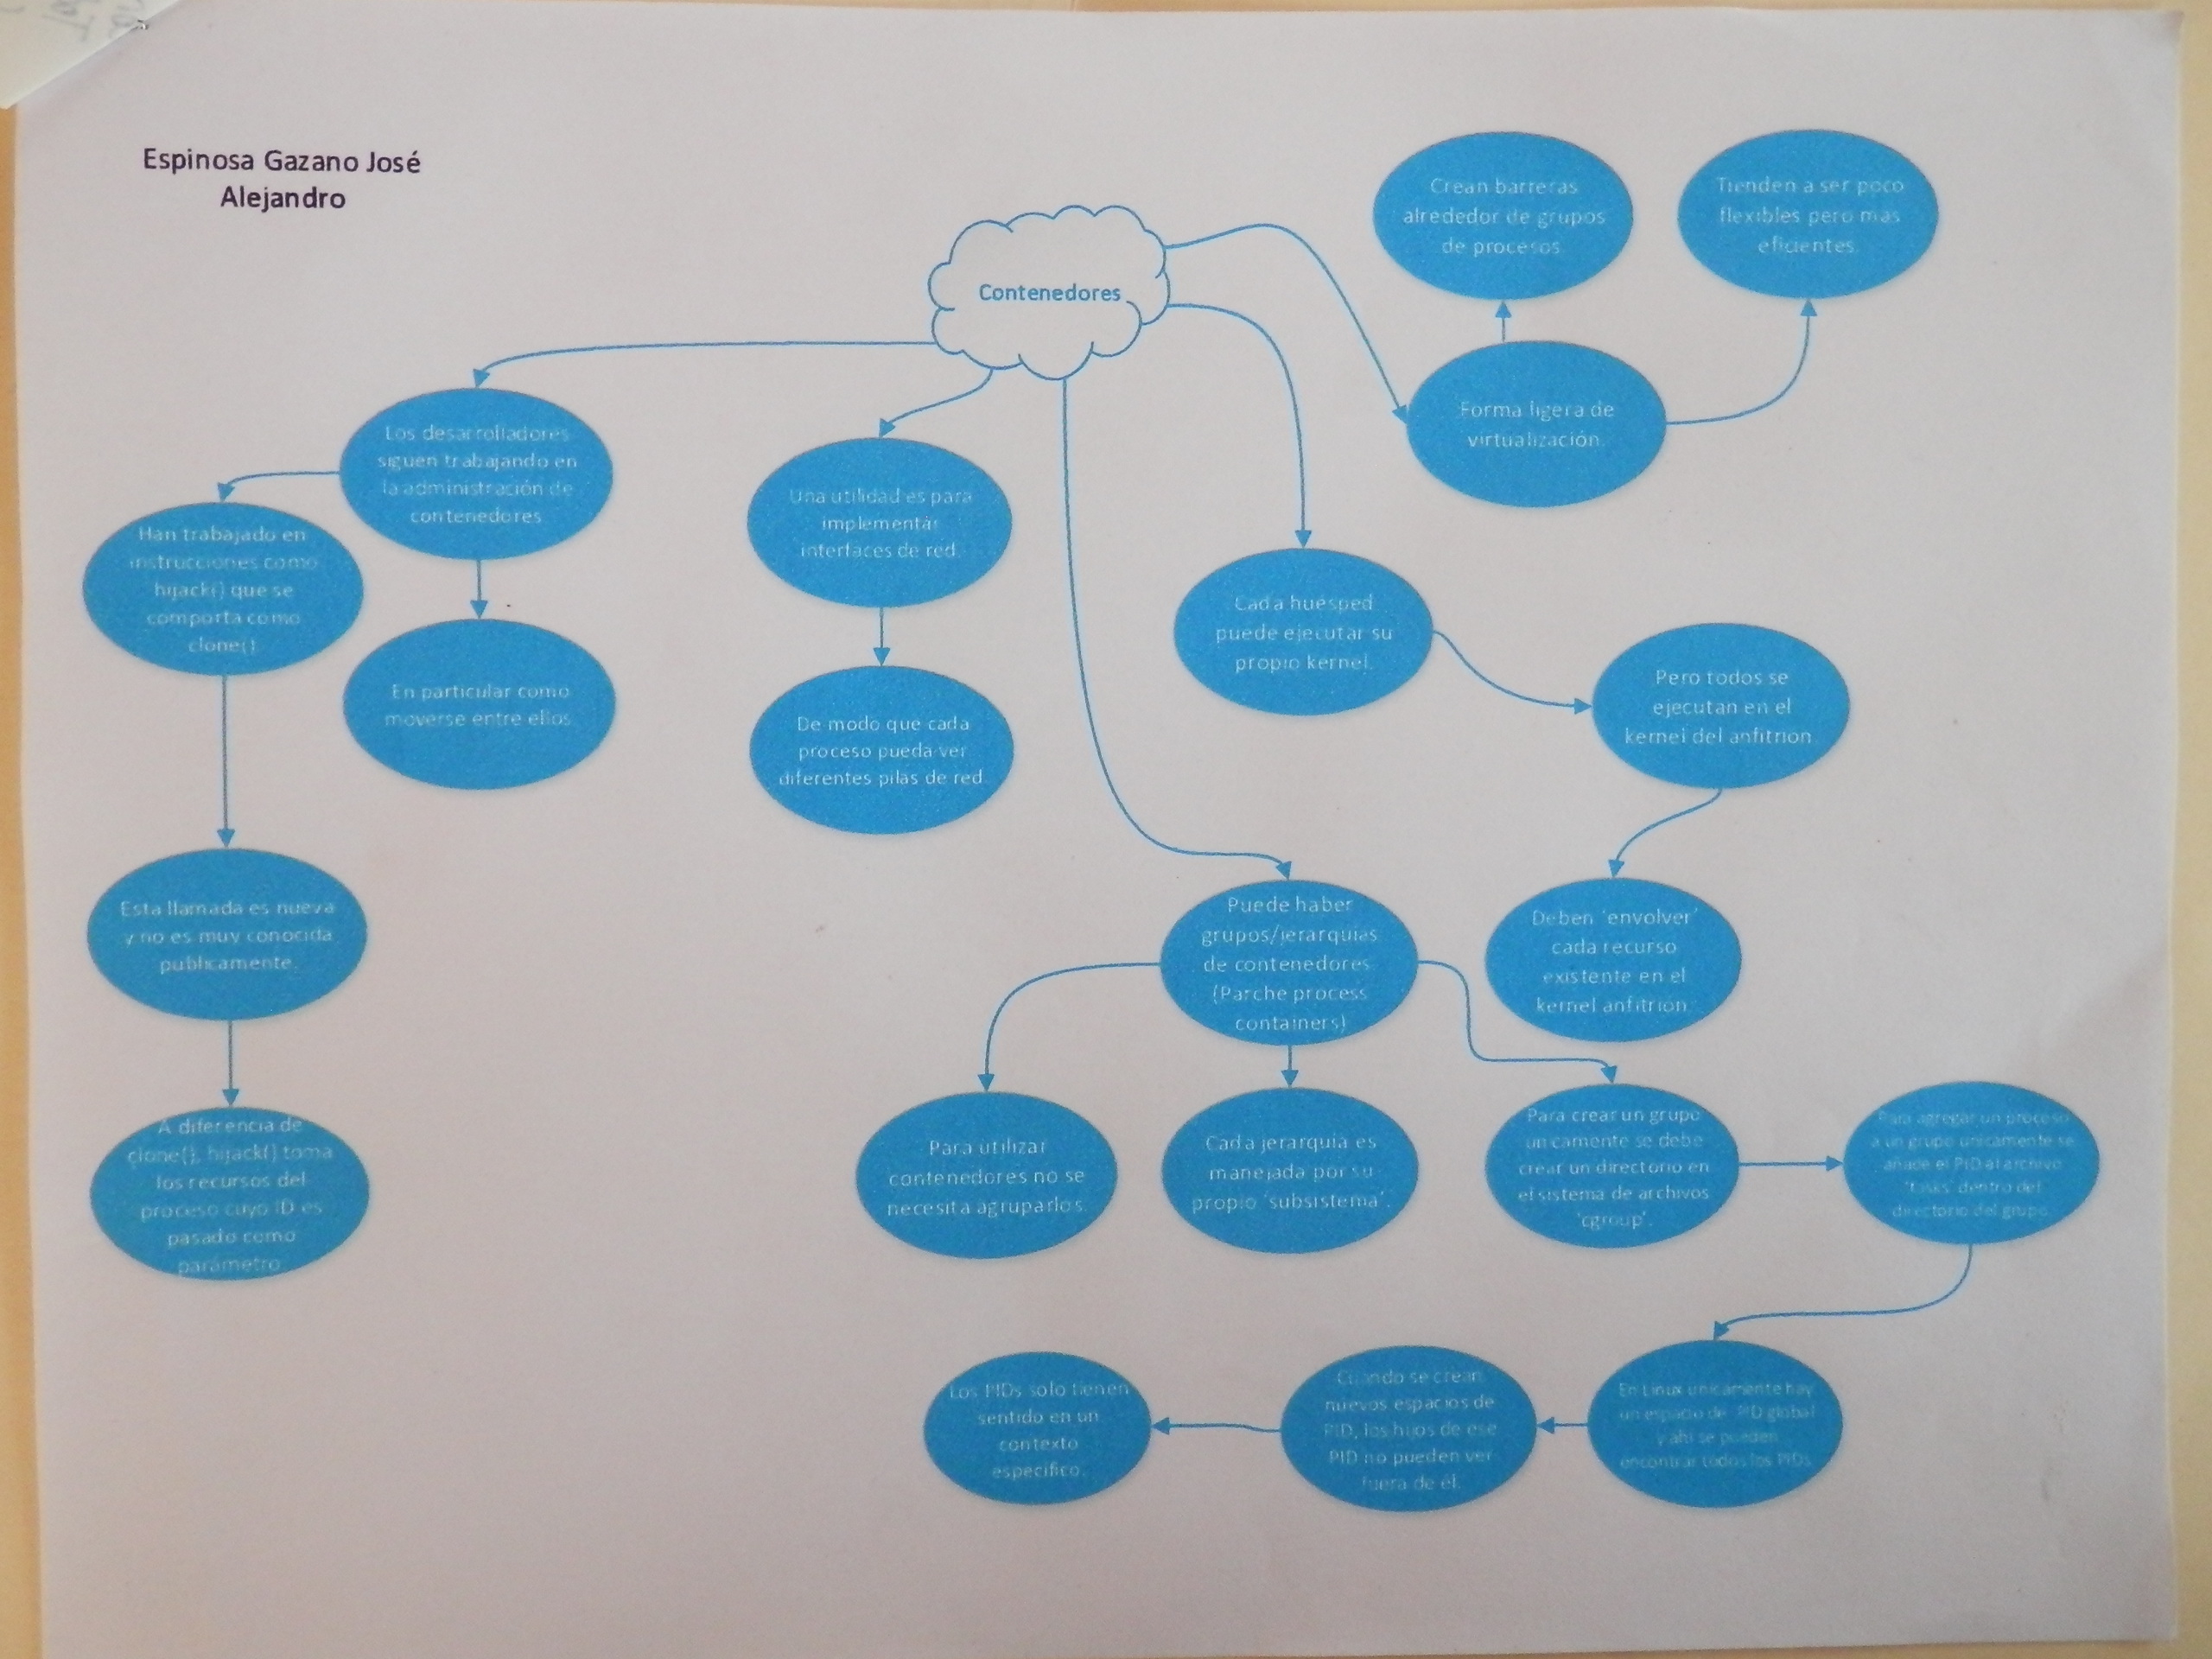 Espinosa Gazano José
Alejandro
Contenedores
Crean barreras
alrededor de grupos
de procesos.
Tienden a ser poco
flexibles pero mas
eficientes.
Forma ligera de
virtualización.
Los desarrolladores
siguen trabajando en
la administración de
contenedores
Han trabajado en
instrucciones como
hijack() que se
comporta como
clone()
En particular como
moverse entre ellos.
Esta llamada es nueva
y no es muy conocida
publicamente.
A diferencia de
clone(), hijack() toma
los recursos del
proceso cuyo ID es
pasado como
parámetro.
Una utilidad es para
implementar
interfaces de red.
De modo que cada
proceso pueda ver
diferentes pilas de red.
Cada huésped
puede ejecutar su
propio kernel.
Pero todos se
ejecutan en el
kernel del anfitrion.
Deben ‘envolver’
cada recurso
existente en el
kernel anfitrion.
Puede haber
grupos/jerarquias
de contenedores.
(Parche process
containers)
Para utilizar
contenedores no se
necesita agruparlos.
Cada jerarquia es
manejada por su
propio ‘subsistema’.
Para crear un grupo
unicamente se debe
crear un directorio en
el sistema de archivos
‘cgroup’.
Para agregar un proceso
a un grupo unicamente se
añade el PID al archivo
‘tasks’ dentro del
directorio del grupo.
En Linux unicamente hay
un espacio de PID global
y ahi se pueden
encontrar todos los PIDs.
Cuando se crean
nuevos espacios de
PID, los hijos de ese
PID no pueden ver
fuera de él.
Los PIDs solo tienen
sentido en un
contexto
especifico.